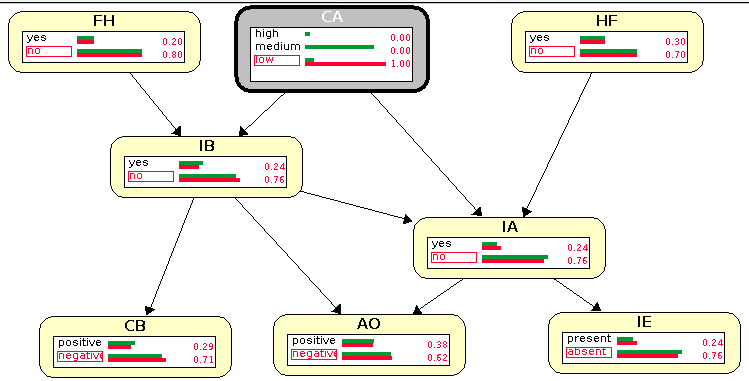 FH
yes 0.20
no 0.80
CA
high 0.00
medium 0.00
low 1.00
HF
yes 0.30
no 0.70
IB
yes 0.24
no 0.76
IA
yes 0.24
no 0.76
CB
positive 0.29
negative 0.71
AO
positive 0.38
negative 0.62
IE
present 0.24
absent 0.76